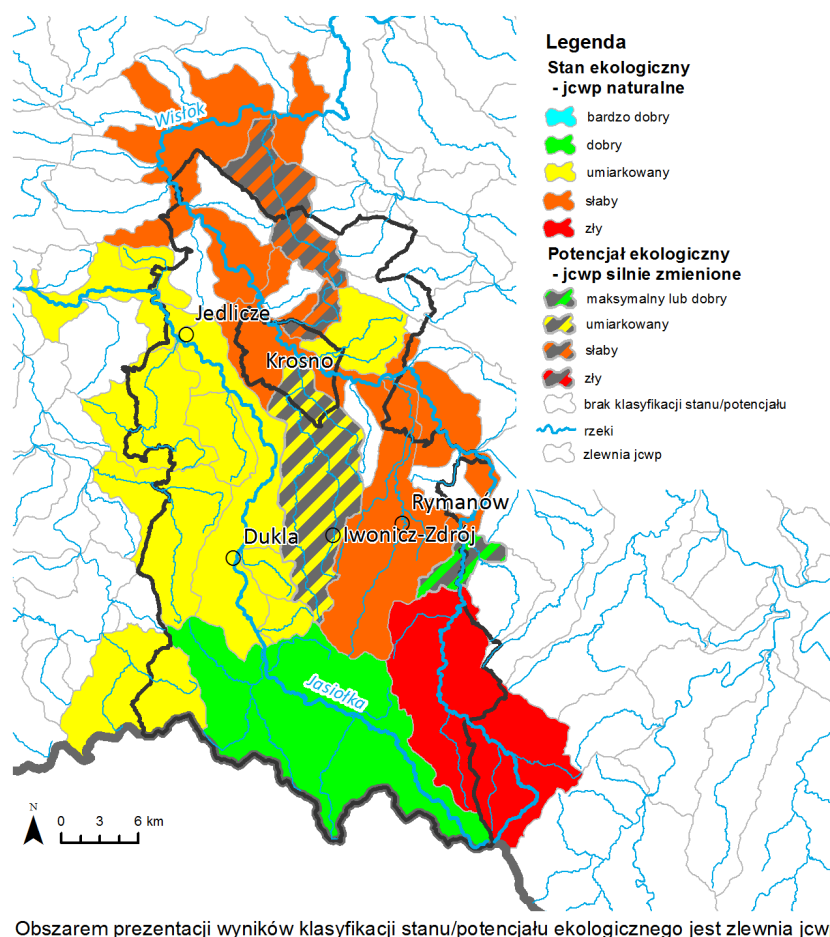 Legenda
Stan ekologiczny
- jcwp naturalne
bardzo dobry
dobry
umiarkowany
słaby
zły
Potencjał ekologiczny
- jcwp silnie zmienione
maksymalny lub dobry
umiarkowany
słaby
zły
brak klasyfikacji stanu/potencjału
rzeki
zlewnia jcwp
Wisłok
Jedlicze
Krosno
Rymanów
Iwonicz-Zdrój
Dukla
Jasiołka
N
0 3 6 km
Obszarem prezentacji wyników klasyfikacji stanu/potencjału ekologicznego jest zlewnia jcw